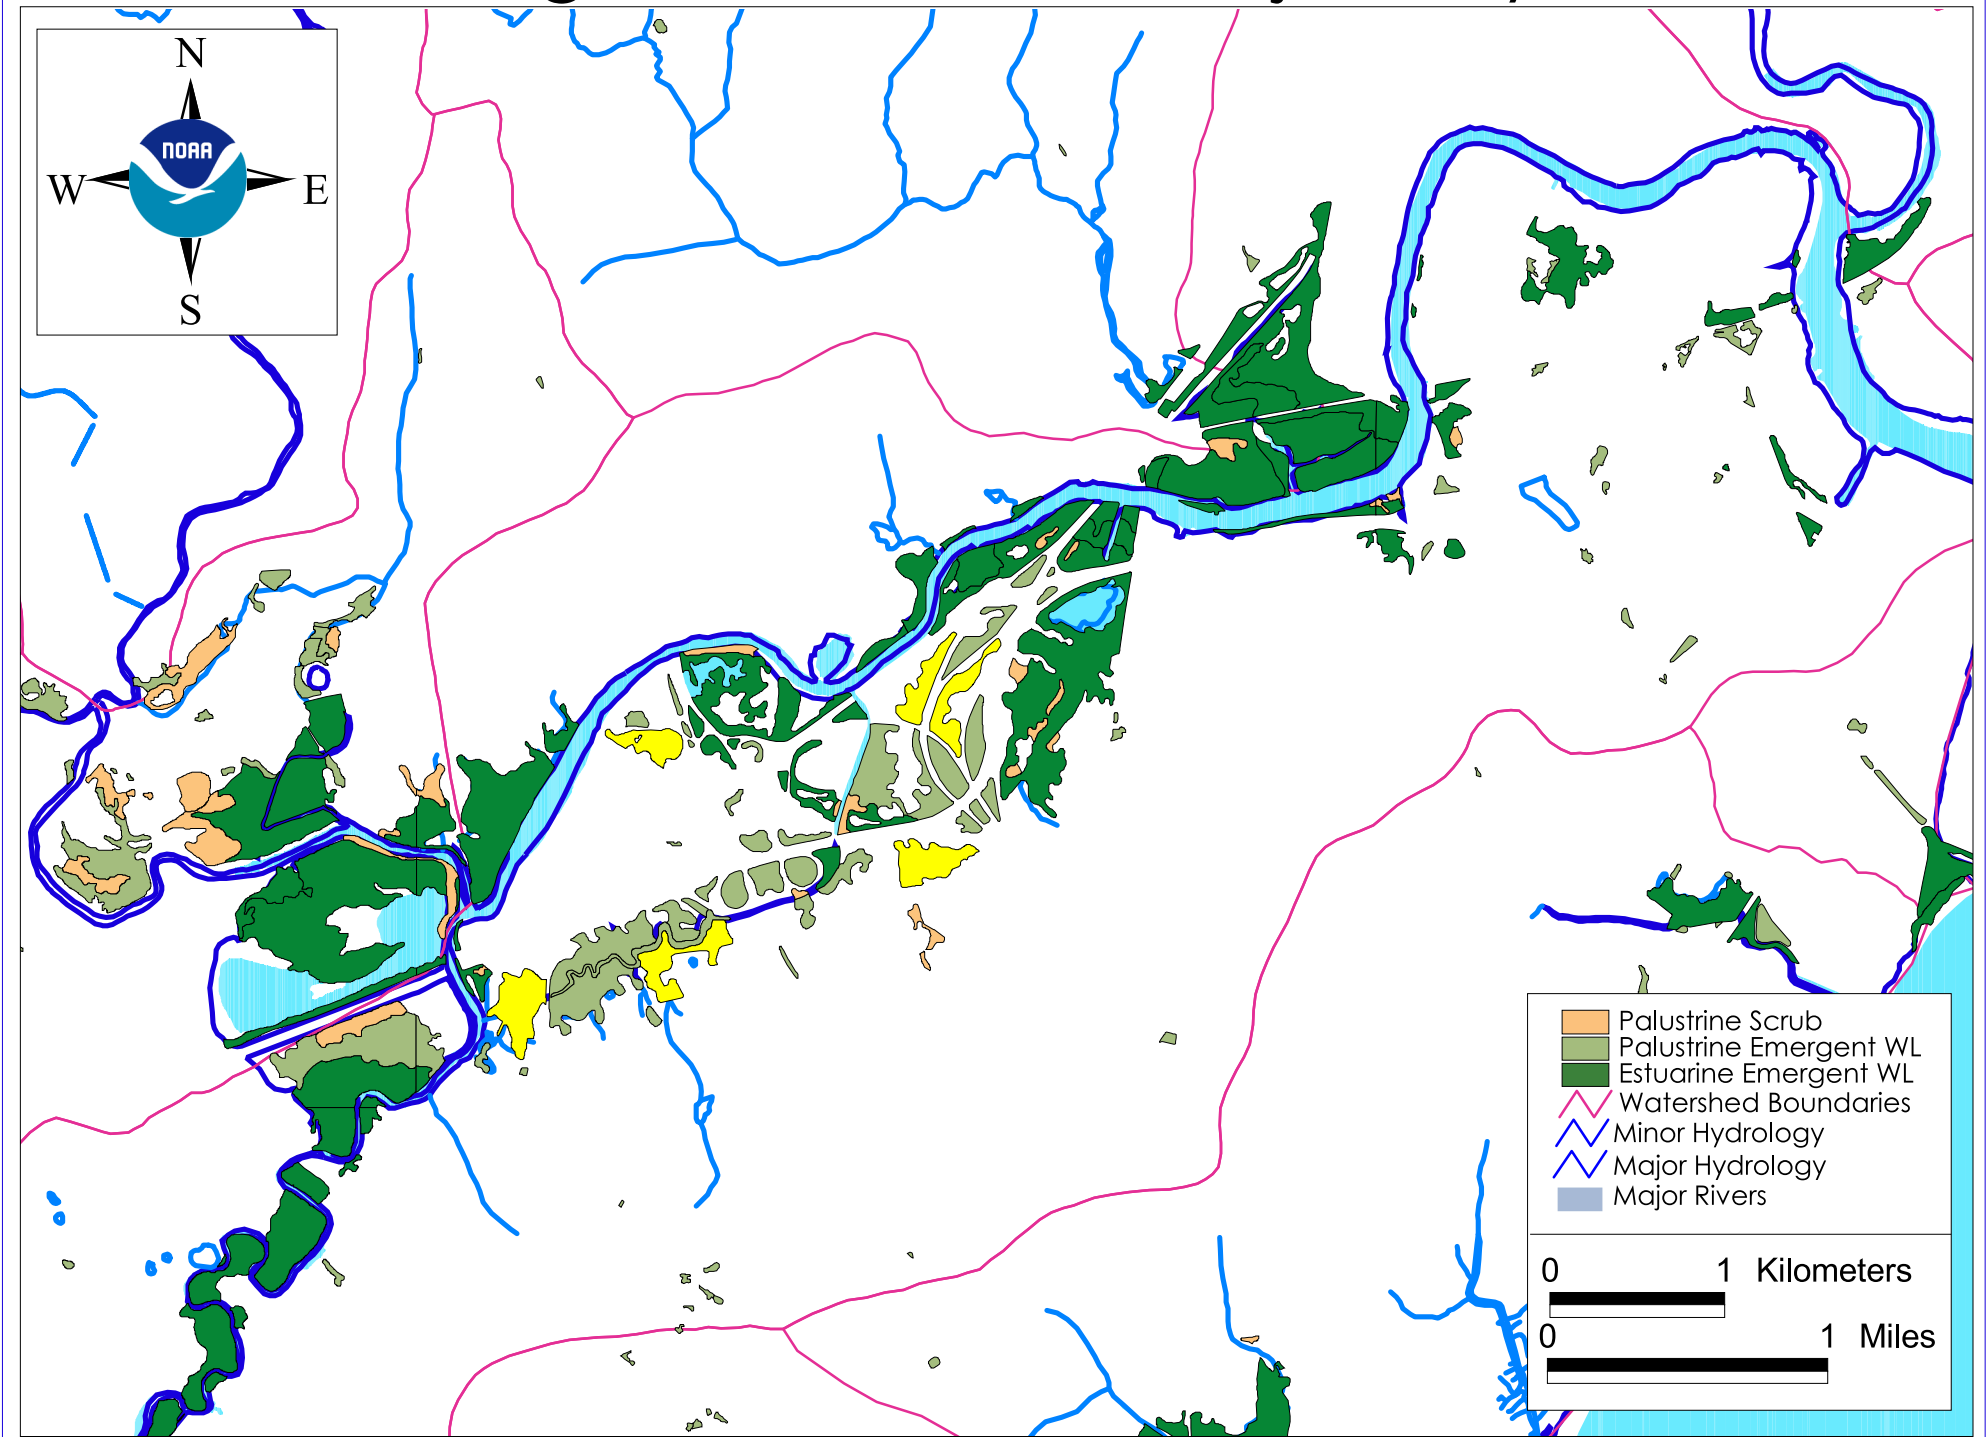 N
NOAA
W E
S
Palustrine Scrub
Palustrine Emergent WL
Estuarine Emergent WL
Watershed Boundaries
Minor Hydrology
Major Hydrology
Major Rivers
0 1 Kilometers
0 1 Miles